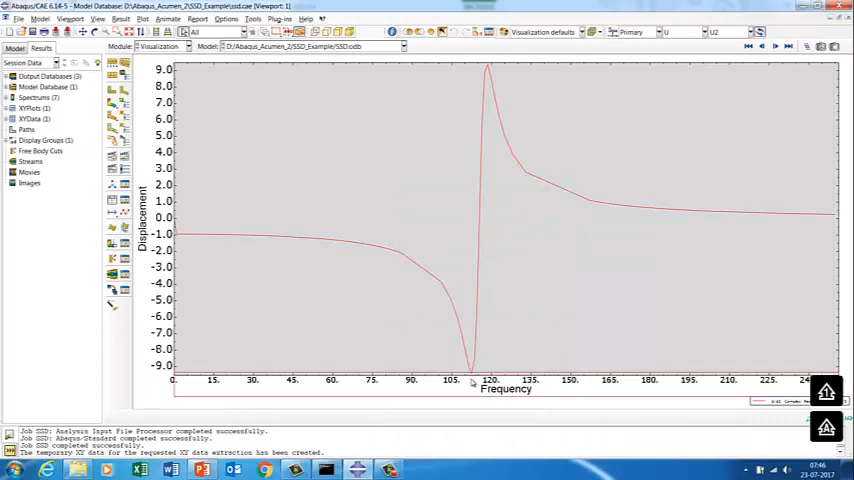 Abaqus/CAE 6.14-5 - Model Database: D:\Abaqus_Acumen_2\SSD_Example\ssd.cae [Viewport: 1]
File Model Viewport View Result Plot Animate Report Options Tools Plug-ins Help
All
Visualization defaults
Primary U U2
Model Results
Module: Visualization Model: D:/Abaqus_Acumen_2/SSD_Example/SSD.odb
Session Data
Output Databases (3)
Model Database (1)
Spectrums (7)
XYPlots (1)
XYData (1)
Paths
Display Groups (1)
Free Body Cuts
Streams
Movies
Images
9.0
8.0
7.0
6.0
5.0
4.0
3.0
2.0
1.0
0.0
-1.0
-2.0
-3.0
-4.0
-5.0
-6.0
-7.0
-8.0
-9.0
Displacement
0. 15. 30. 45. 60. 75. 90. 105. 120. 135. 150. 165. 180. 195. 210. 225.
Frequency
Job SSD: Analysis Input File Processor completed successfully.
Job SSD: Abaqus/Standard completed successfully.
Job SSD completed successfully.
The temporary XY data for the requested XY data extraction has been created.
07:46
23-07-2017